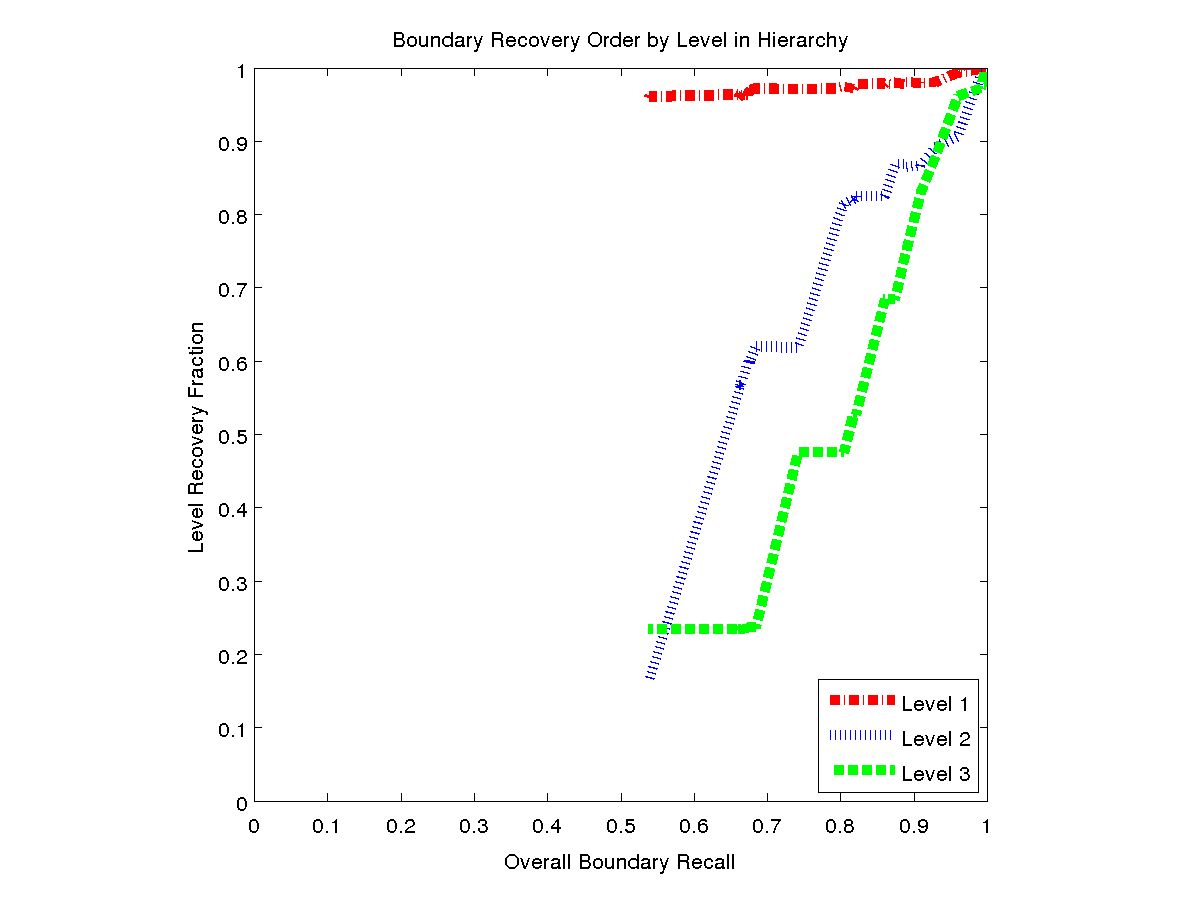 Boundary Recovery Order by Level in Hierarchy
1
0.9
0.8
0.7
0.6
0.5
0.4
0.3
0.2
0.1
0
Level Recovery Fraction
Level 1
Level 2
Level 3
0 0.1 0.2 0.3 0.4 0.5 0.6 0.7 0.8 0.9 1
Overall Boundary Recall